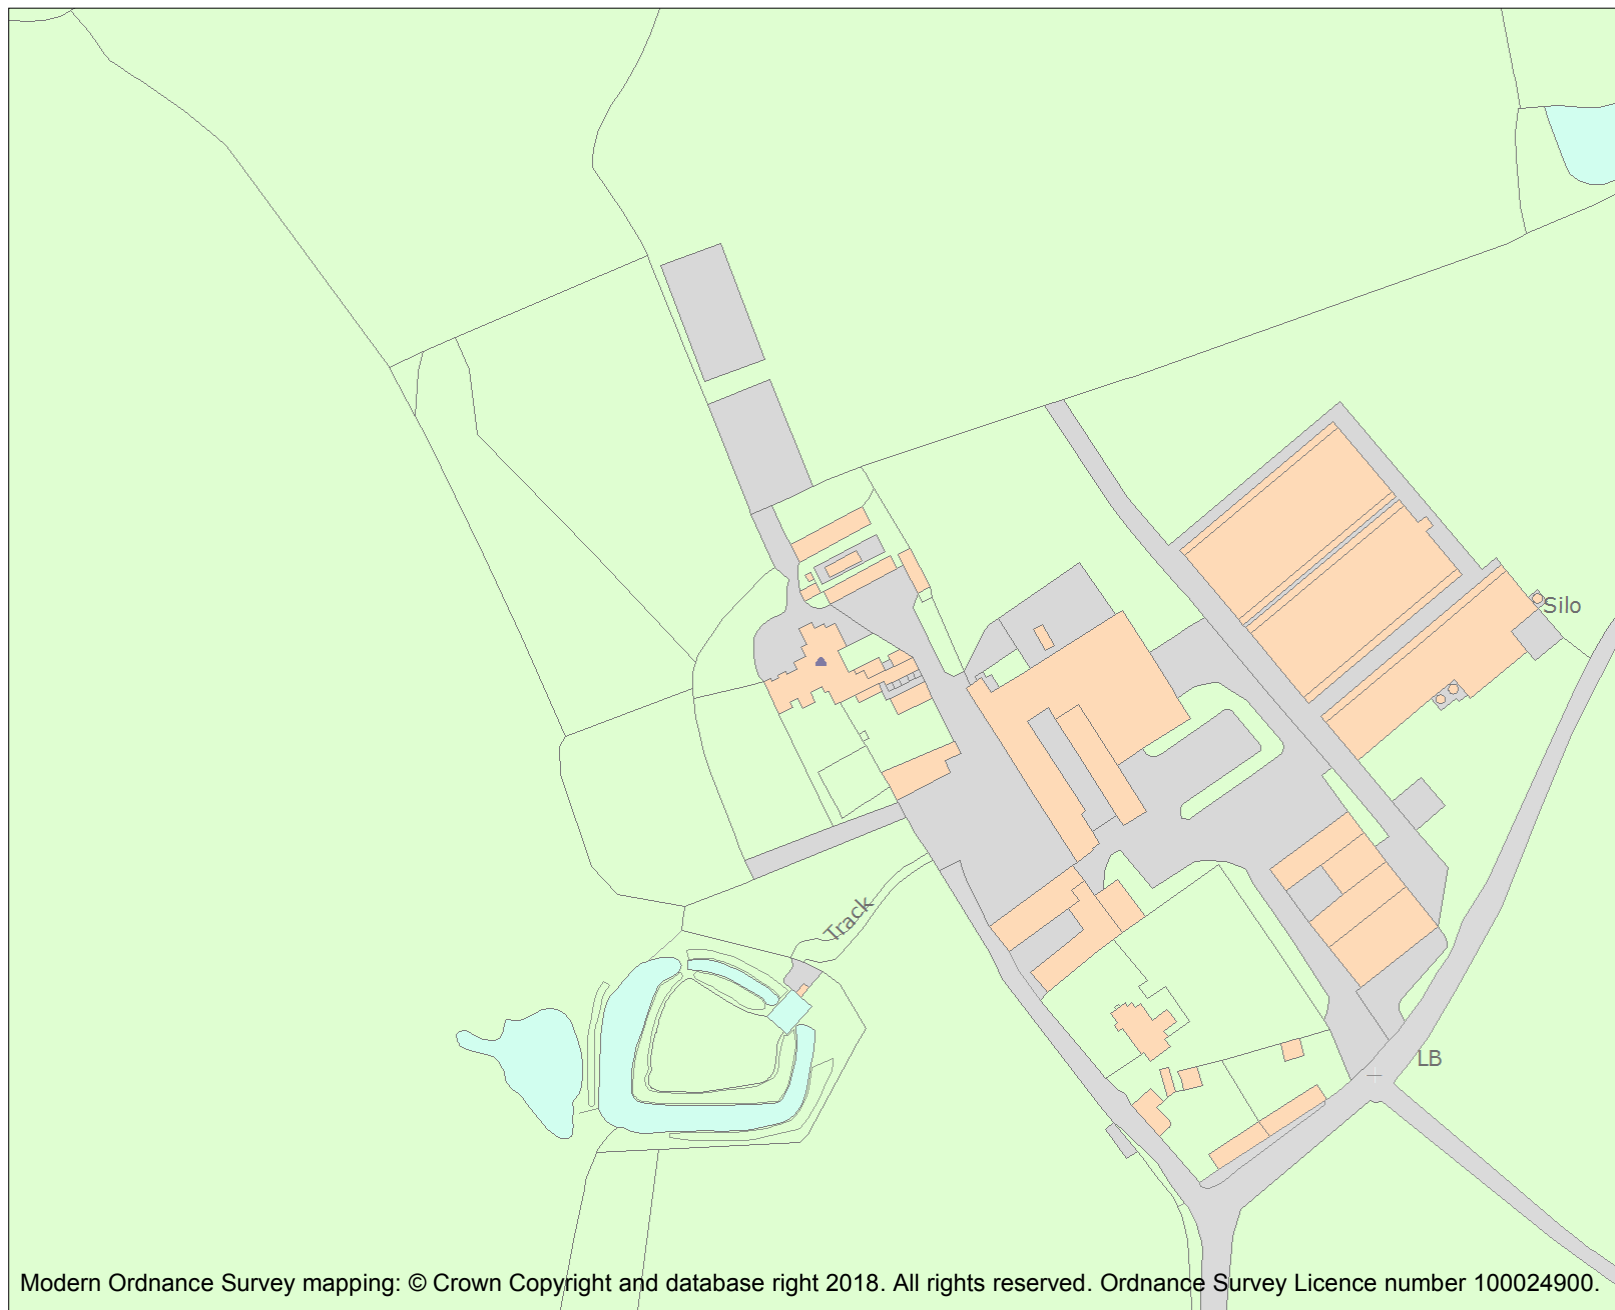 Silo
Track
LB
Modern Ordnance Survey mapping: © Crown Copyright and database right 2018. All rights reserved. Ordnance Survey Licence number 100024900.